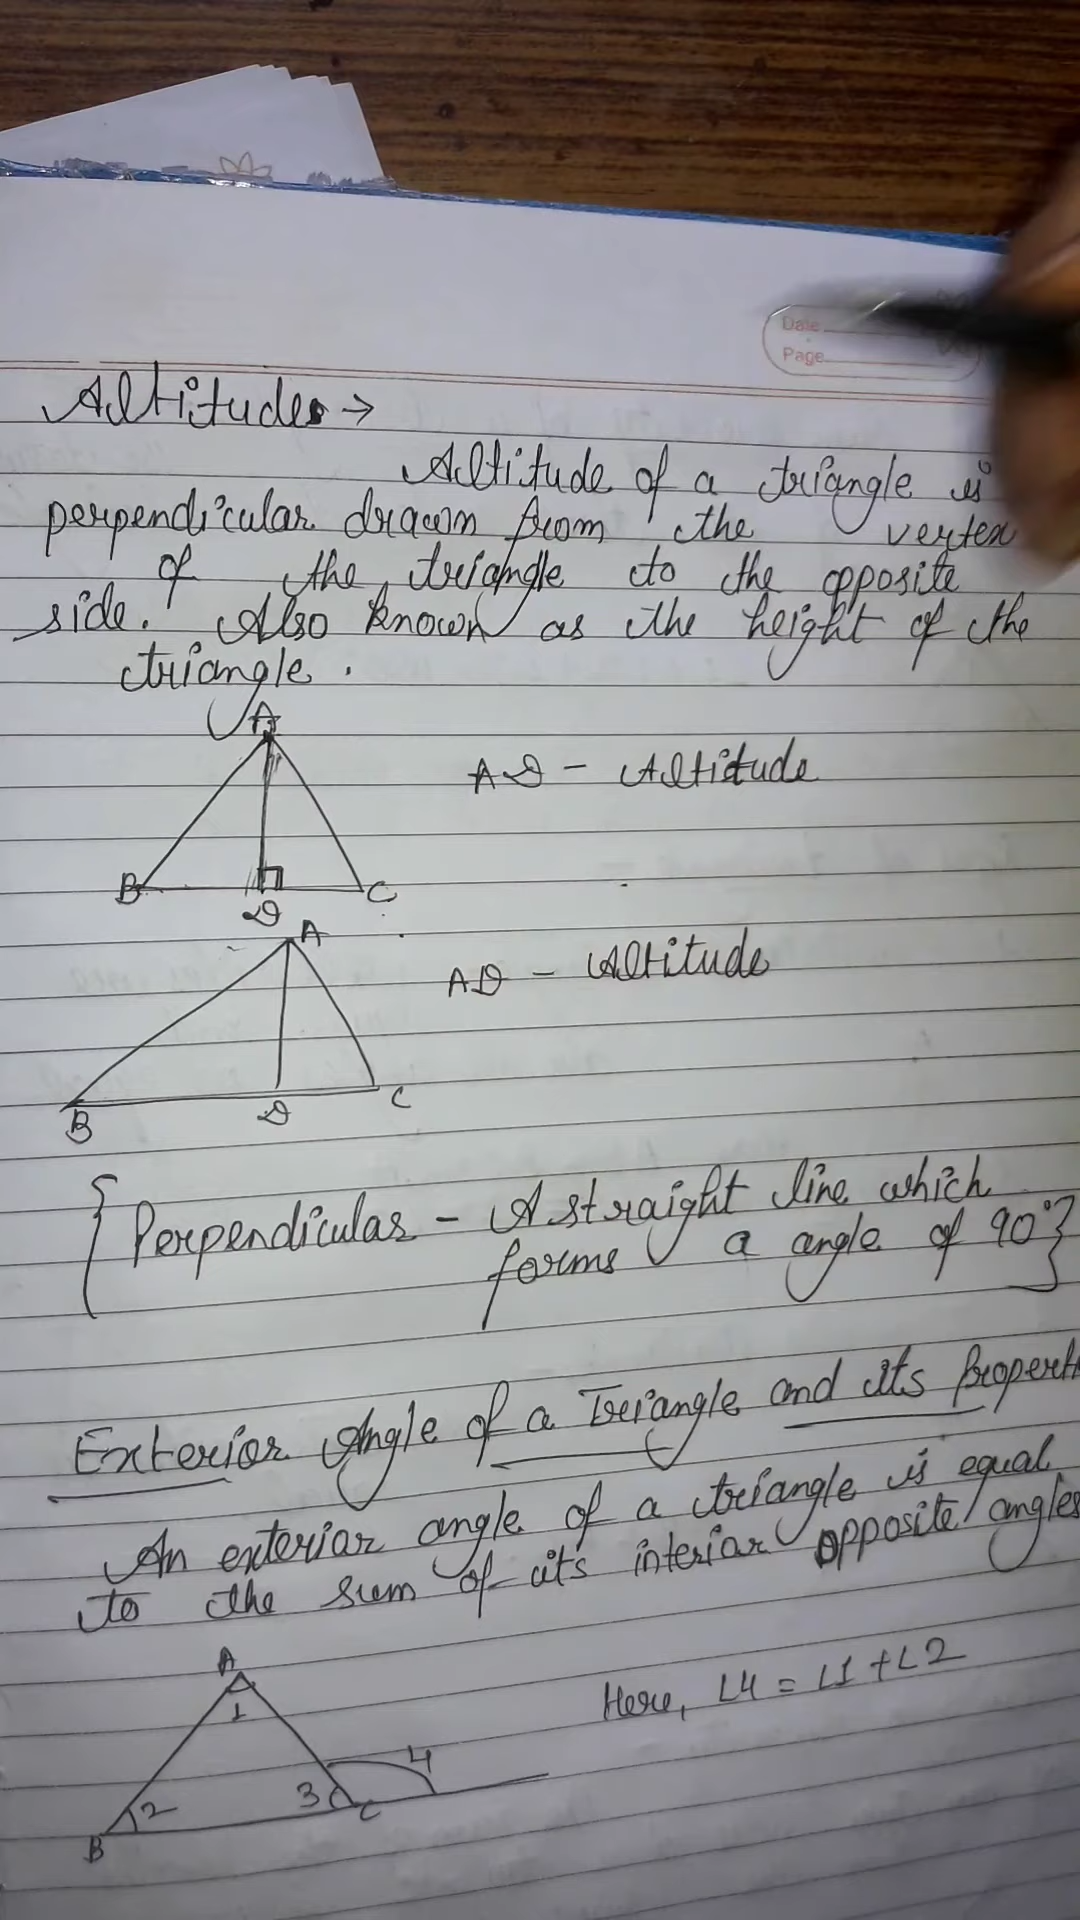 Date
Page
Altitudes →
Altitude of a triangle is
perpendicular drawn from the vertex
of the triangle to the opposite
side. Also known as the height of the
triangle.
A
AD - Altitude
B
C
D
A
AD - Altitude
B
D
C
{Perpendicular - A straight line which
forms a angle of 90°}
Exterior Angle of a Triangle and its
An exterior angle of a triangle is equal
to the sum of its interior opposite angles
A
Here, ∠4 = ∠1 + ∠2
1
4
2
3
C
B